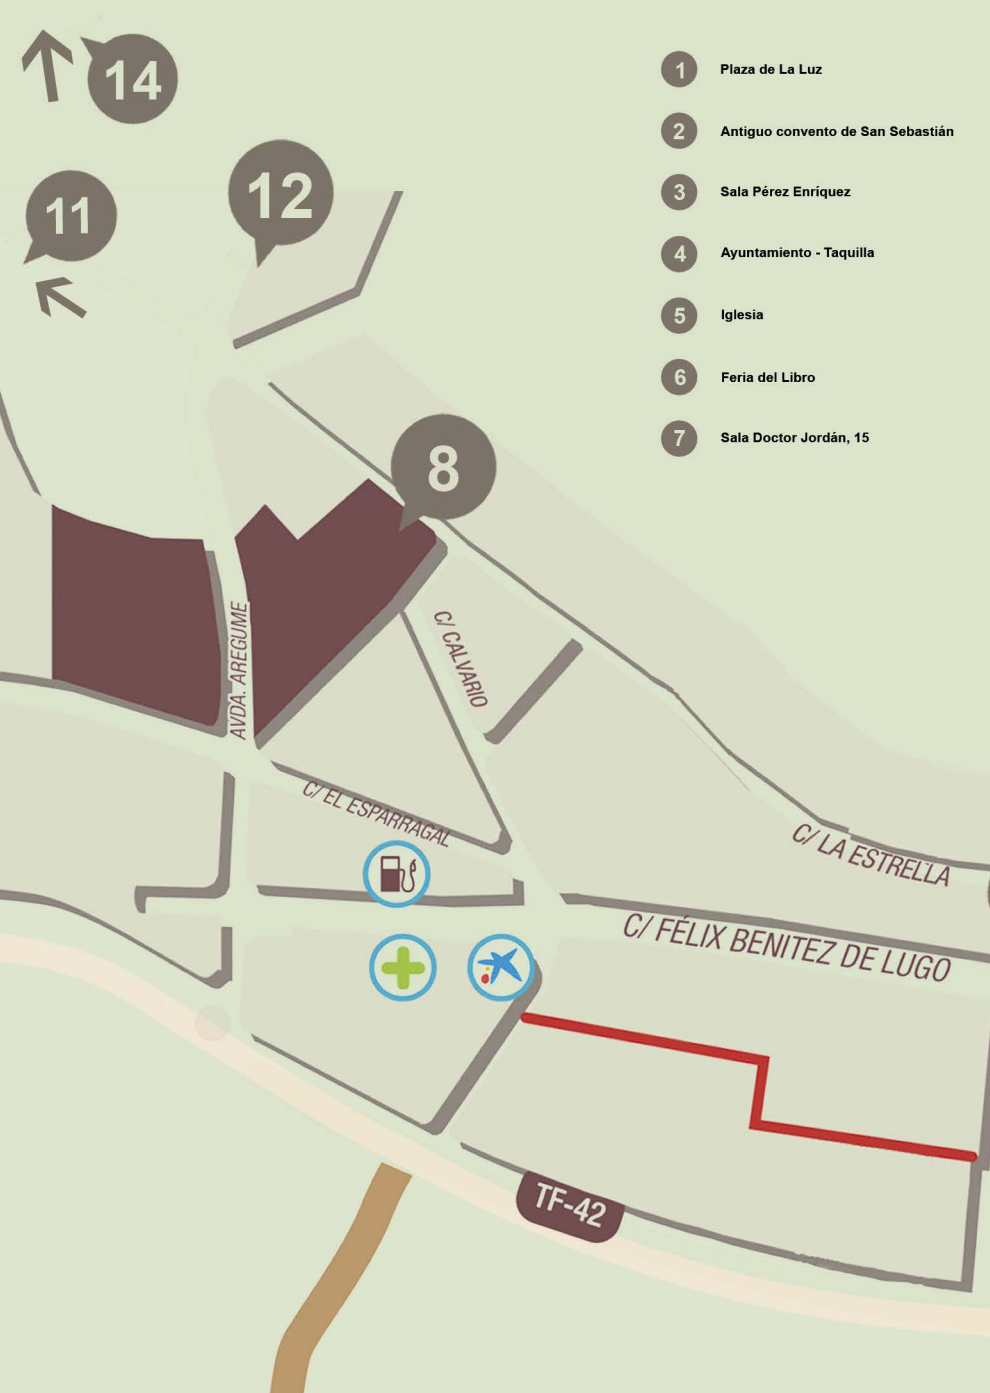 14
11
12
8
1 Plaza de La Luz
2 Antiguo convento de San Sebastián
3 Sala Pérez Enríquez
4 Ayuntamiento - Taquilla
5 Iglesia
6 Feria del Libro
7 Sala Doctor Jordán, 15
AVDA. AREGUME
C/ CALVARIO
C/ EL ESPARRAGAL
C/ LA ESTRELLA
C/ FÉLIX BENITEZ DE LUGO
TF-42